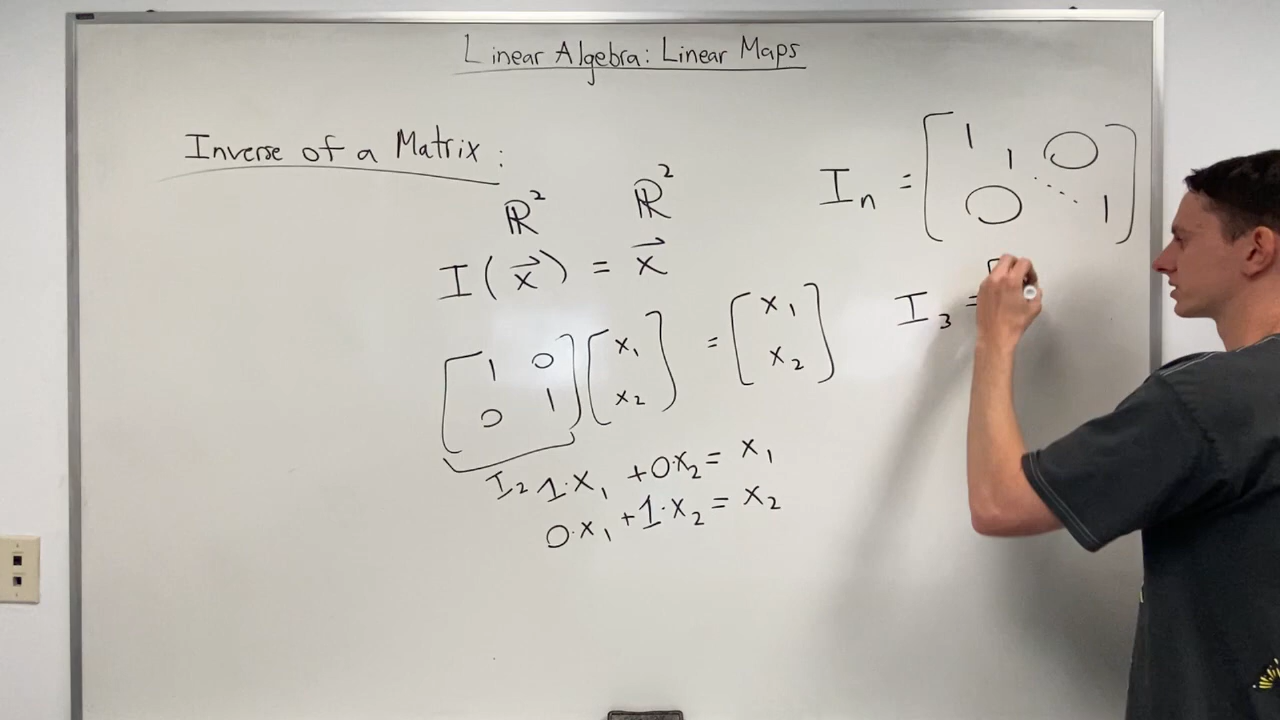 Linear Algebra: Linear Maps
Inverse of a Matrix:
ℝ² ℝ²
I(x⃗) = x⃗
[1 0
0 1] [x₁
x₂] = [x₁
x₂]
I₂
1·x₁ + 0·x₂ = x₁
0·x₁ + 1·x₂ = x₂
Iₙ = [1 0
1
⋱
0 1]
I₃ =